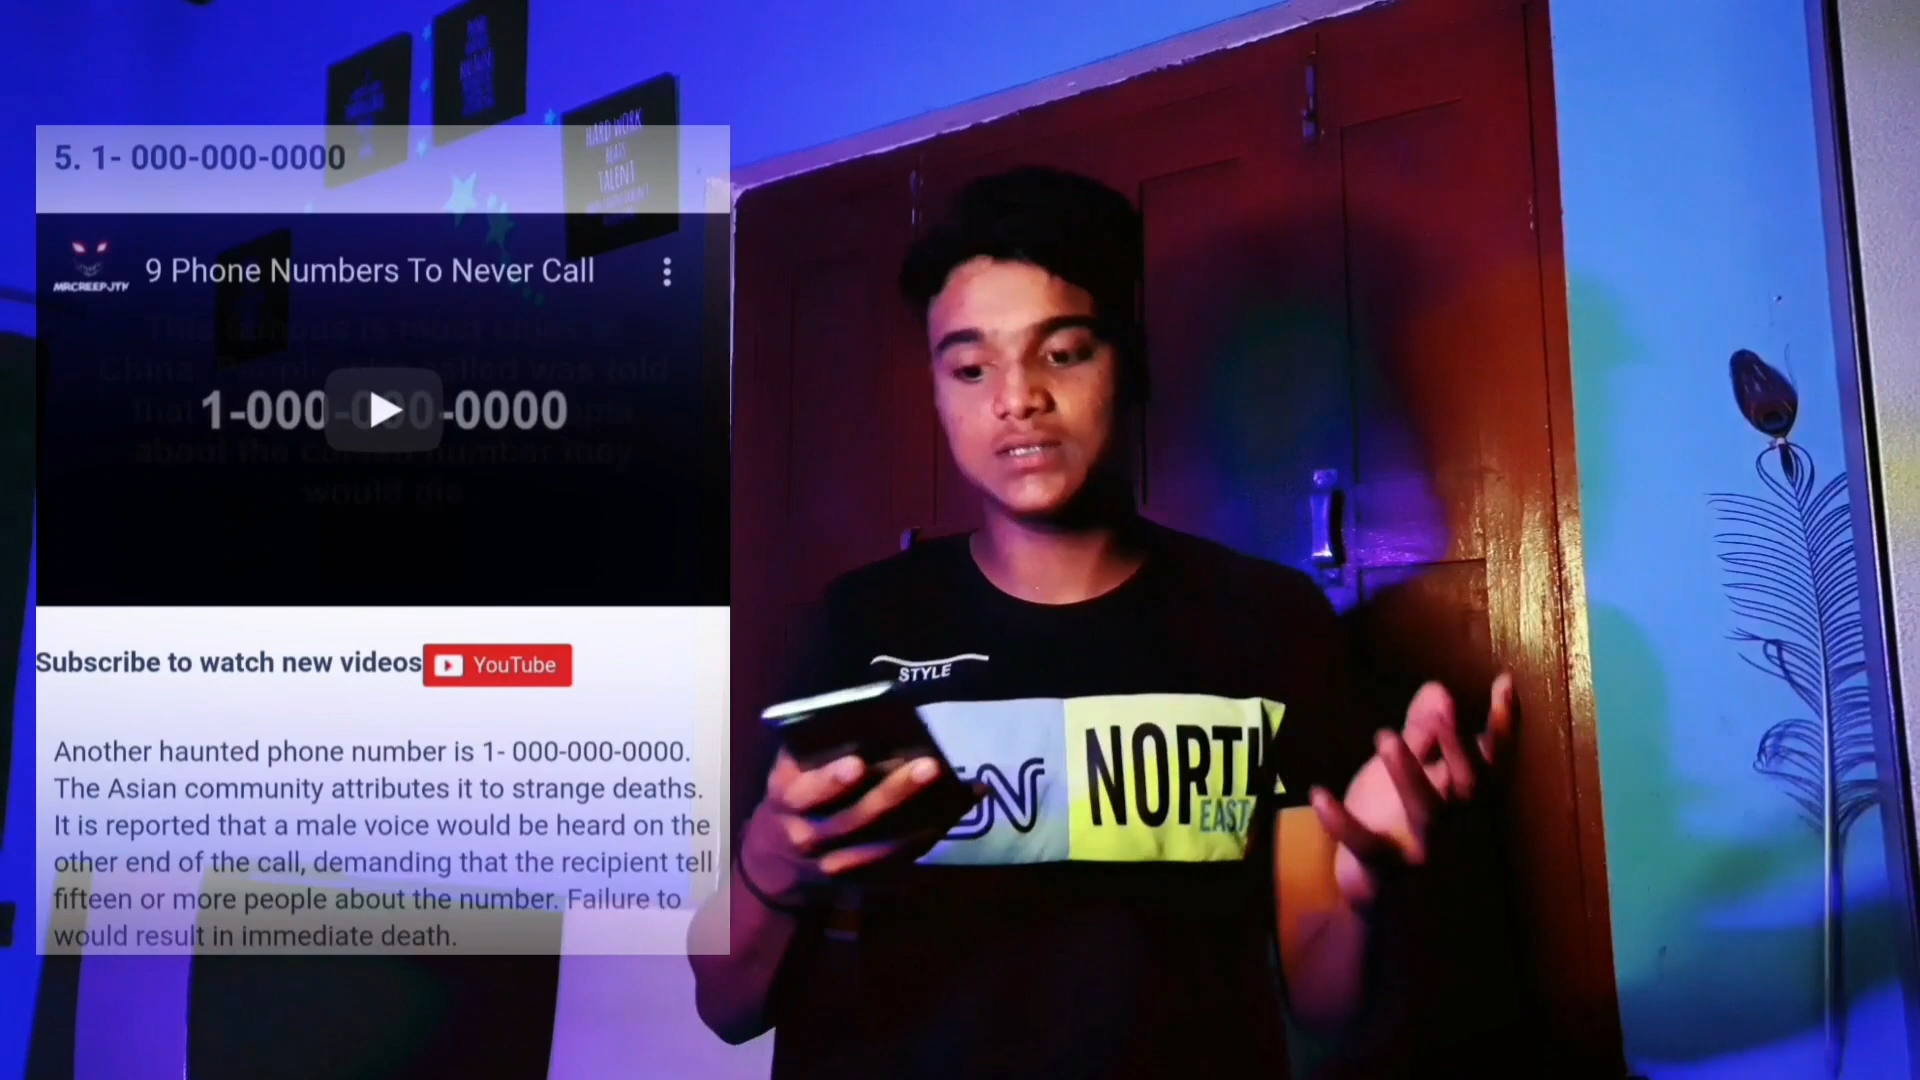 HARD WORK
BEATS
TALENT
5. 1- 000-000-0000
MRCREEPJTV
9 Phone Numbers To Never Call
would die
1-000-000-0000
Subscribe to watch new videos YouTube
Another haunted phone number is 1- 000-000-0000.
The Asian community attributes it to strange deaths.
It is reported that a male voice would be heard on the
other end of the call, demanding that the recipient tell
fifteen or more people about the number. Failure to
would result in immediate death.
STYLE
NORTH
EAST